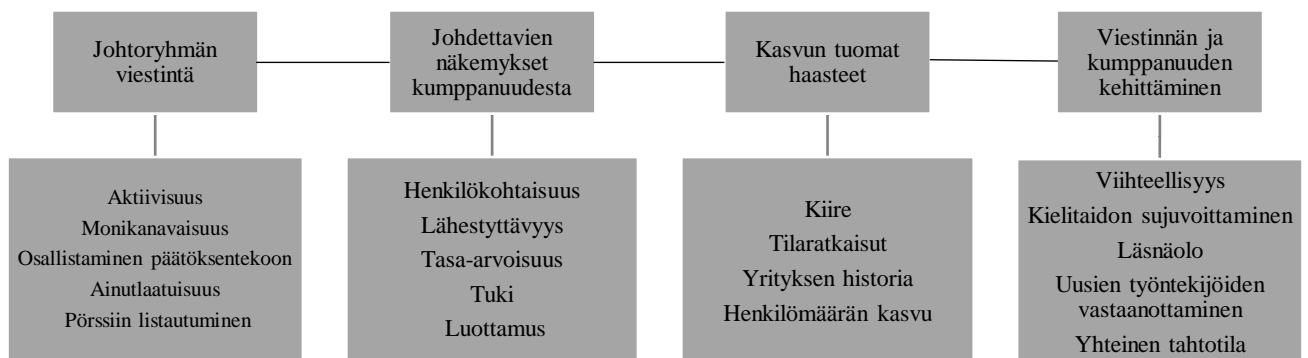 Johtoryhmän
viestintä
Johdettavien
näkemykset
kumppanuudesta
Kasvun tuomat
haasteet
Viestinnän ja
kumppanuuden
kehittäminen
Aktiivisuus
Monikanavaisuus
Osallistaminen päätöksentekoon
Ainutlaatuisuus
Pörssiin listautuminen
Henkilökohtaisuus
Lähestyttävyys
Tasa-arvoisuus
Tuki
Luottamus
Kiire
Tilaratkaisut
Yrityksen historia
Henkilömäärän kasvu
Viihteellisyys
Kielitaidon sujuvoittaminen
Läsnäolo
Uusien työntekijöiden
vastaanottaminen
Yhteinen tahtotila